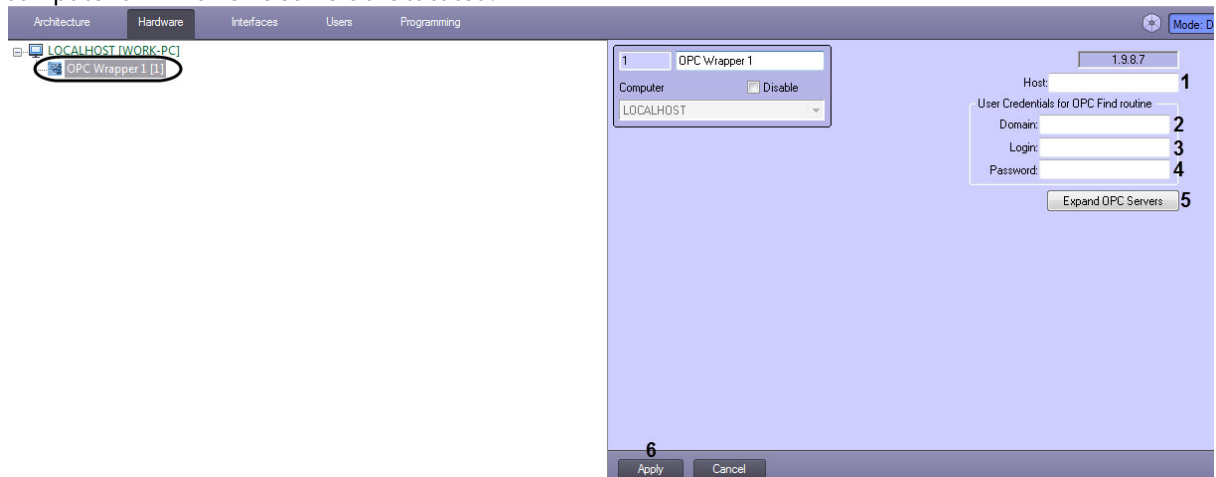 Architecture Hardware Interfaces Users Programming Mode: D
LOCALHOST [WORK-PC]
OPC Wrapper 1 [1]
1 OPC Wrapper 1
Computer Disable
LOCALHOST
1.9.8.7
Host: 1
User Credentials for OPC Find routine
Domain: 2
Login: 3
Password: 4
Expand OPC Servers 5
6
Apply Cancel